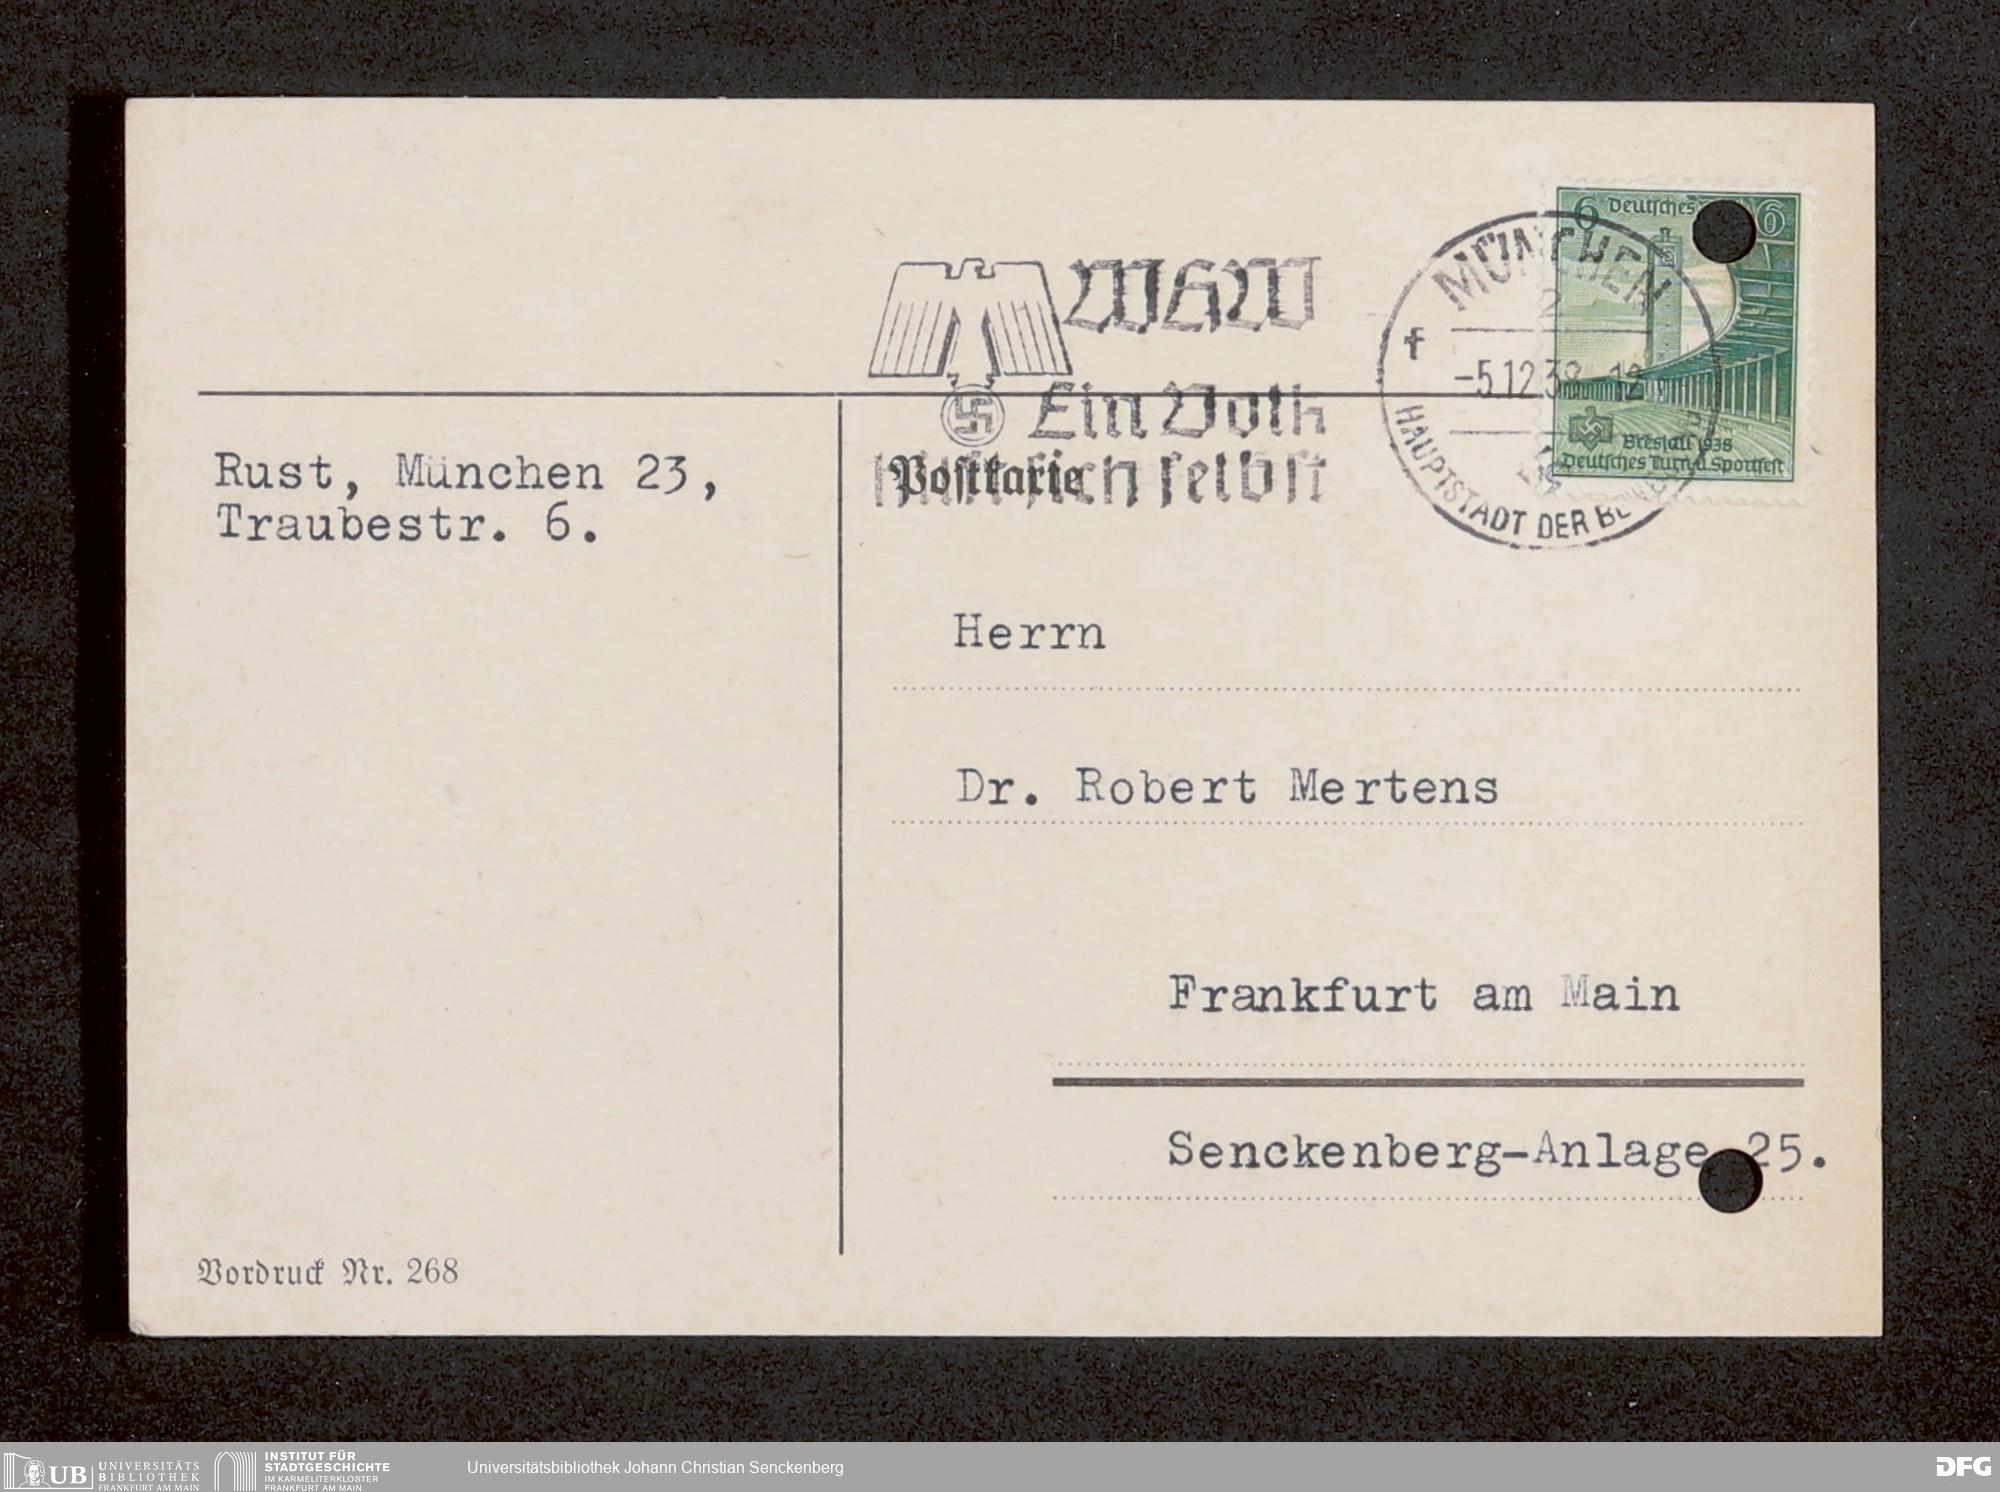 6 Deutsches 6
MÜNCHEN
2
f
-5.12.38-12
HAUPTSTADT DER
Breslau 1938
Deutsches Turn-u.Sportfest
WHW
Ein Volk
hilft sich selbst
Postkarte
Rust, München 23,
Traubestr. 6.
Herrn
Dr. Robert Mertens
Frankfurt am Main
Senckenberg-Anlage 25.
Vordruck Nr. 268
UB UNIVERSITÄTS
BIBLIOTHEK
FRANKFURT AM MAIN
INSTITUT FÜR
STADTGESCHICHTE
IM KARMELITERKLOSTER
FRANKFURT AM MAIN
Universitätsbibliothek Johann Christian Senckenberg
DFG